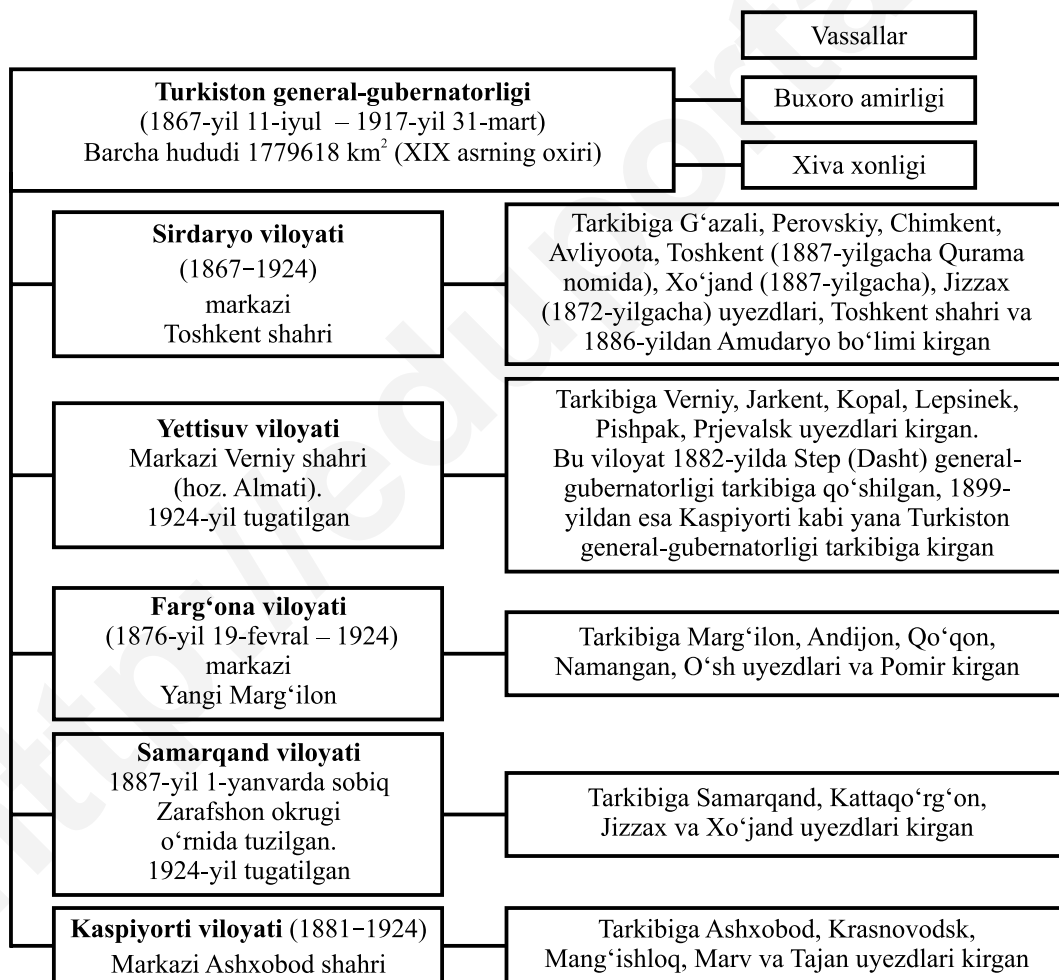 Vassallar
Turkiston general-gubernatorligi
(1867-yil 11-iyul – 1917-yil 31-mart)
Barcha hududi 1779618 km² (XIX asrning oxiri)
Buxoro amirligi
Xiva xonligi
Sirdaryo viloyati
(1867–1924)
markazi
Toshkent shahri
Tarkibiga G‘azali, Perovskiy, Chimkent,
Avliyoota, Toshkent (1887-yilgacha Qurama
nomida), Xo‘jand (1887-yilgacha), Jizzax
(1872-yilgacha) uyezdlari, Toshkent shahri va
1886-yildan Amudaryo bo‘limi kirgan
Yettisuv viloyati
Markazi Verniy shahri
(hoz. Almati).
1924-yil tugatilgan
Tarkibiga Verniy, Jarkent, Kopal, Lepsinek,
Pishpak, Prjevalsk uyezdlari kirgan.
Bu viloyat 1882-yilda Step (Dasht) general-
gubernatorligi tarkibiga qo‘shilgan, 1899-
yildan esa Kaspiyorti kabi yana Turkiston
general-gubernatorligi tarkibiga kirgan
Farg‘ona viloyati
(1876-yil 19-fevral – 1924)
markazi
Yangi Marg‘ilon
Tarkibiga Marg‘ilon, Andijon, Qo‘qon,
Namangan, O‘sh uyezdlari va Pomir kirgan
Samarqand viloyati
1887-yil 1-yanvarda sobiq
Zarafshon okrugi
o‘rnida tuzilgan.
1924-yil tugatilgan
Tarkibiga Samarqand, Kattaqo‘rg‘on,
Jizzax va Xo‘jand uyezdlari kirgan
Kaspiyorti viloyati (1881–1924)
Markazi Ashxobod shahri
Tarkibiga Ashxobod, Krasnovodsk,
Mang‘ishloq, Marv va Tajan uyezdlari kirgan